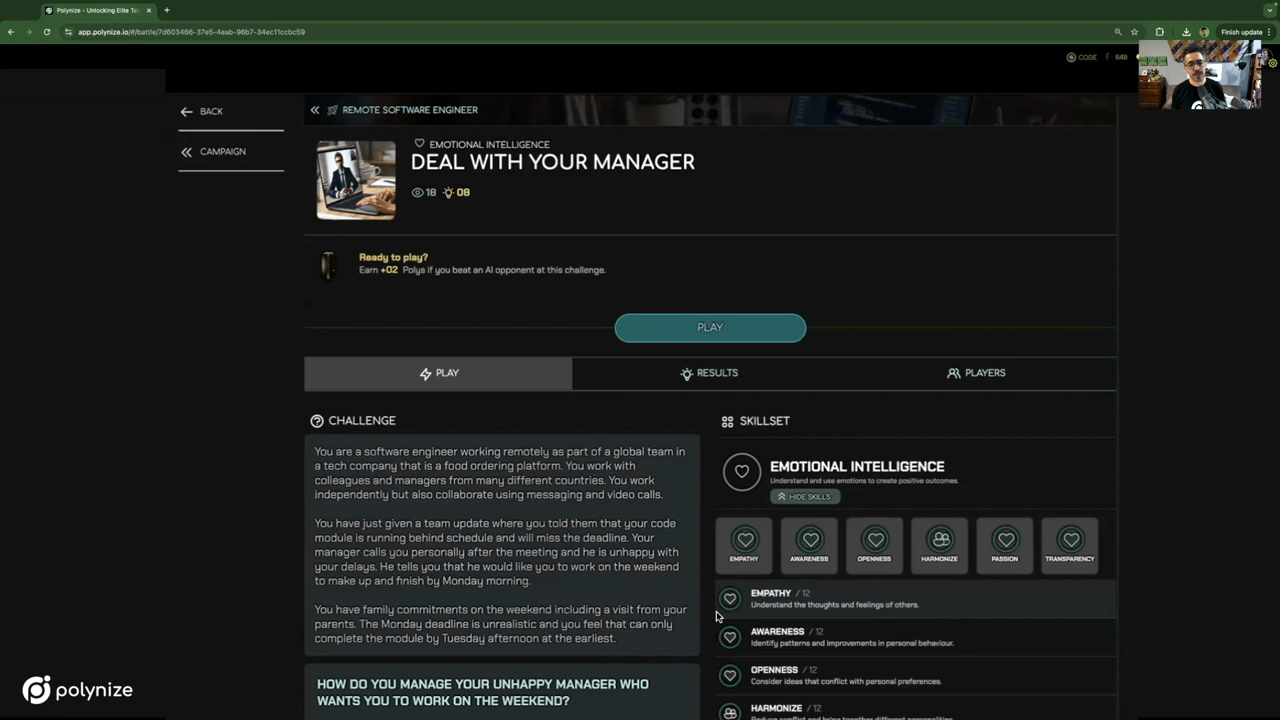 Polynize - Unlocking Elite Tal
app.polynize.io/#/battle/7d603466-37e5-4eab-96b7-34ec11ccbc59
Finish update
CODE
649
BACK
REMOTE SOFTWARE ENGINEER
CAMPAIGN
EMOTIONAL INTELLIGENCE
DEAL WITH YOUR MANAGER
18 08
Ready to play?
Earn +02 Polys if you beat an AI opponent at this challenge.
PLAY
PLAY
RESULTS
PLAYERS
CHALLENGE
You are a software engineer working remotely as part of a global team in
a tech company that is a food ordering platform. You work with
colleagues and managers from many different countries. You work
independently but also collaborate using messaging and video calls.
You have just given a team update where you told them that your code
module is running behind schedule and will miss the deadline. Your
manager calls you personally after the meeting and he is unhappy with
your delays. He tells you that he would like you to work on the weekend
to make up and finish by Monday morning.
You have family commitments on the weekend including a visit from your
parents. The Monday deadline is unrealistic and you feel that can only
complete the module by Tuesday afternoon at the earliest.
HOW DO YOU MANAGE YOUR UNHAPPY MANAGER WHO
WANTS YOU TO WORK ON THE WEEKEND?
SKILLSET
EMOTIONAL INTELLIGENCE
Understand and use emotions to create positive outcomes.
HIDE SKILLS
EMPATHY
AWARENESS
OPENNESS
HARMONIZE
PASSION
TRANSPARENCY
EMPATHY / 12
Understand the thoughts and feelings of others.
AWARENESS / 12
Identify patterns and improvements in personal behaviour.
OPENNESS / 12
Consider ideas that conflict with personal preferences.
HARMONIZE / 12
Reduce conflict and bring together different personalities.
polynize